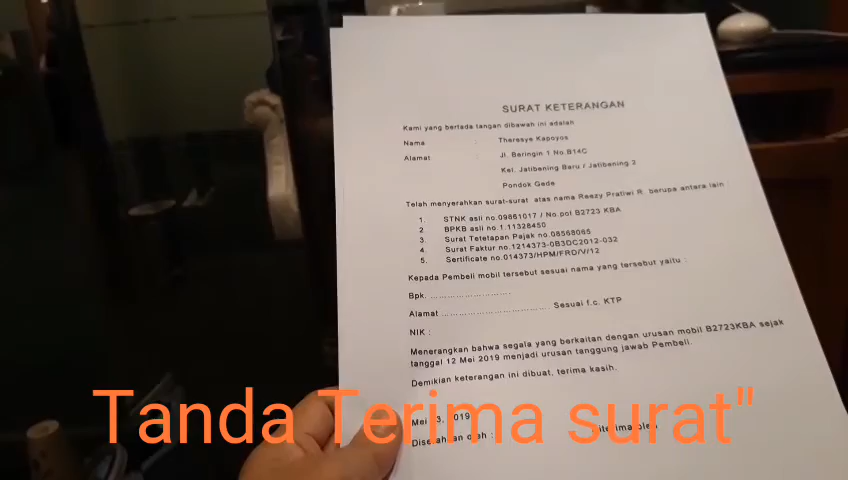 SURAT KETERANGAN
Kami yang bertada tangan dibawah ini adalah
Nama : Theresye Kapoyos
Alamat : Jl. Beringin 1 No.B14C
Kel. Jatibening Baru / Jatibening 2
Pondok Gede
Telah menyerahkan surat-surat atas nama Reezy Pratiwi R. berupa antara lain
1. STNK asli no.09861017 / No.pol B2723 KBA
2. BPKB asli no.1.11328450
3. Surat Tetetapan Pajak no.08568065
4. Surat Faktur no.1214373-0B3DC2012-032
5. Sertificate no.014373/HPM/FRD/V/12
Kepada Pembeli mobil tersebut sesuai nama yang tersebut yaitu :
Bpk. ............................
Alamat .................................... Sesuai f.c. KTP
NIK :
Menerangkan bahwa segala yang berkaitan dengan urusan mobil B2723KBA sejak
tanggal 12 Mei 2019 menjadi urusan tanggung jawab Pembeli.
Demikian keterangan ini dibuat, terima kasih.
Mei 2019
oleh :
Tanda Terima surat"